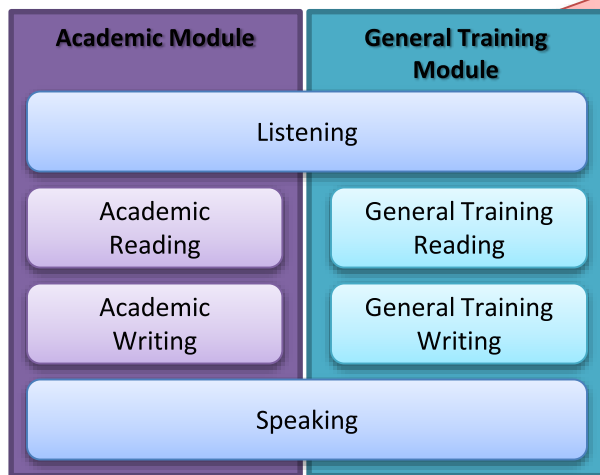 Academic Module
General Training
Module
Listening
Academic
Reading
General Training
Reading
Academic
Writing
General Training
Writing
Speaking